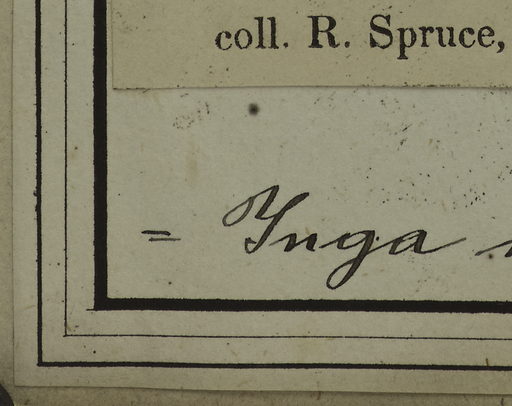 coll. R. Spruce,
= Inga